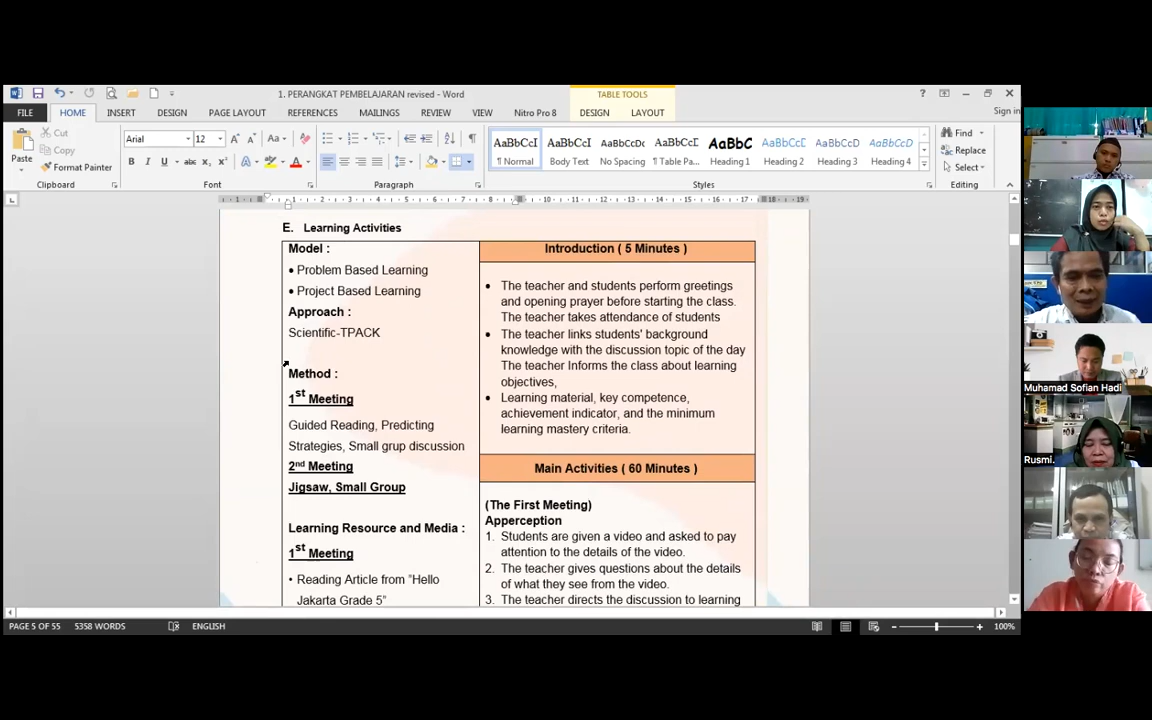 1. PERANGKAT PEMBELAJARAN revised - Word
TABLE TOOLS
Sign in
FILE
HOME
INSERT
DESIGN
PAGE LAYOUT
REFERENCES
MAILINGS
REVIEW
VIEW
Nitro Pro 8
DESIGN
LAYOUT
Paste
Cut
Copy
Format Painter
Clipboard
Arial
12
Font
Paragraph
AaBbCcI
AaBbCcI
AaBbCcDc
AaBbCcDc
AaBbCc
AaBbCcI
AaBbCcD
AaBbCcD
¶ Normal
Body Text
No Spacing
¶ Table Pa...
Heading 1
Heading 2
Heading 3
Heading 4
Styles
Find
Replace
Select
Editing
E. Learning Activities
Model :
• Problem Based Learning
• Project Based Learning
Approach :
Scientific-TPACK
Method :
1st Meeting
Guided Reading, Predicting
Strategies, Small grup discussion
2nd Meeting
Jigsaw, Small Group
Learning Resource and Media :
1st Meeting
• Reading Article from "Hello
Jakarta Grade 5"
Introduction ( 5 Minutes )
• The teacher and students perform greetings
and opening prayer before starting the class.
The teacher takes attendance of students
• The teacher links students' background
knowledge with the discussion topic of the day
The teacher Informs the class about learning
objectives,
• Learning material, key competence,
achievement indicator, and the minimum
learning mastery criteria.
Main Activities ( 60 Minutes )
(The First Meeting)
Apperception
1. Students are given a video and asked to pay
attention to the details of the video.
2. The teacher gives questions about the details
of what they see from the video.
3. The teacher directs the discussion to learning
PAGE 5 OF 55
5358 WORDS
ENGLISH
100%
Muhamad Sofian Hadi
Rusmi.